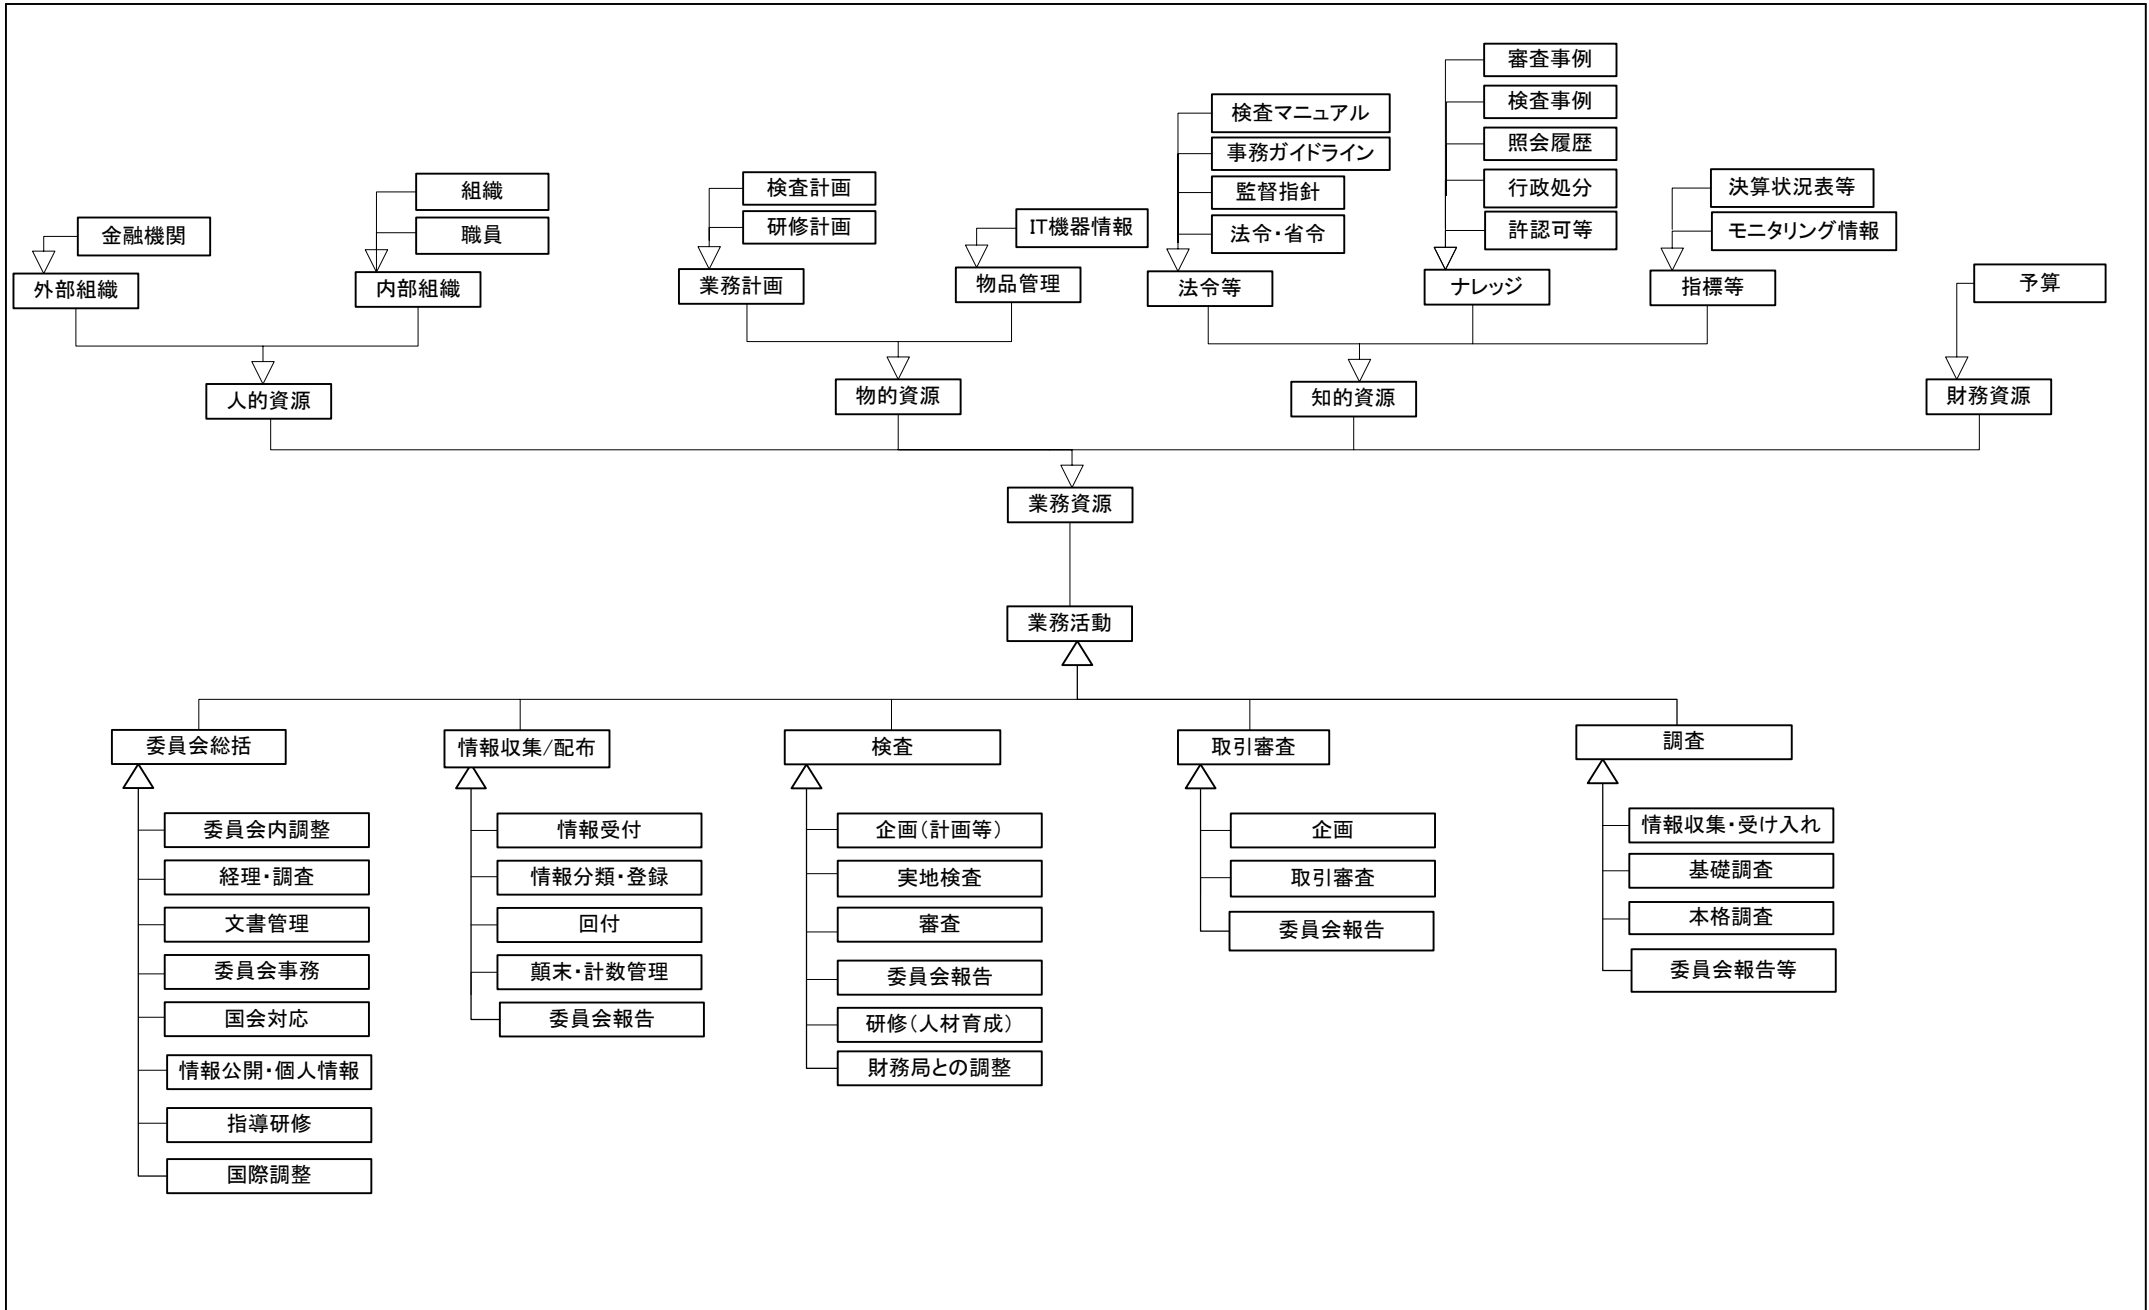 審査事例
検査事例
照会履歴
行政処分
許認可等
検査マニュアル
事務ガイドライン
監督指針
法令・省令
決算状況表等
モニタリング情報
組織
職員
検査計画
研修計画
IT機器情報
金融機関
外部組織
内部組織
業務計画
物品管理
法令等
ナレッジ
指標等
予算
人的資源
物的資源
知的資源
財務資源
業務資源
業務活動
委員会総括
情報収集/配布
検査
取引審査
調査
委員会内調整
経理・調査
文書管理
委員会事務
国会対応
情報公開・個人情報
指導研修
国際調整
情報受付
情報分類・登録
回付
顛末・計数管理
委員会報告
企画（計画等）
実地検査
審査
委員会報告
研修（人材育成）
財務局との調整
企画
取引審査
委員会報告
情報収集・受け入れ
基礎調査
本格調査
委員会報告等